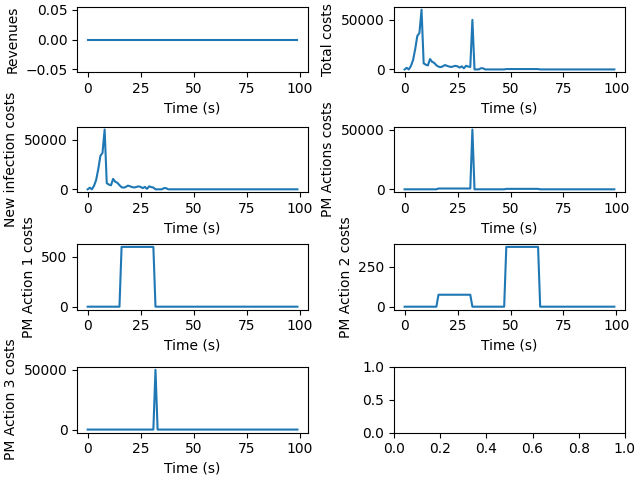 Revenues
0.05
0.00
−0.05
0 25 50 75 100
Time (s)
Total costs
50000
0
0 25 50 75 100
Time (s)
New infection costs
50000
0
0 25 50 75 100
Time (s)
PM Actions costs
50000
0
0 25 50 75 100
Time (s)
PM Action 1 costs
500
0
0 25 50 75 100
Time (s)
PM Action 2 costs
250
0
0 25 50 75 100
Time (s)
PM Action 3 costs
50000
0
0 25 50 75 100
Time (s)
1.0
0.5
0.0
0.0 0.2 0.4 0.6 0.8 1.0